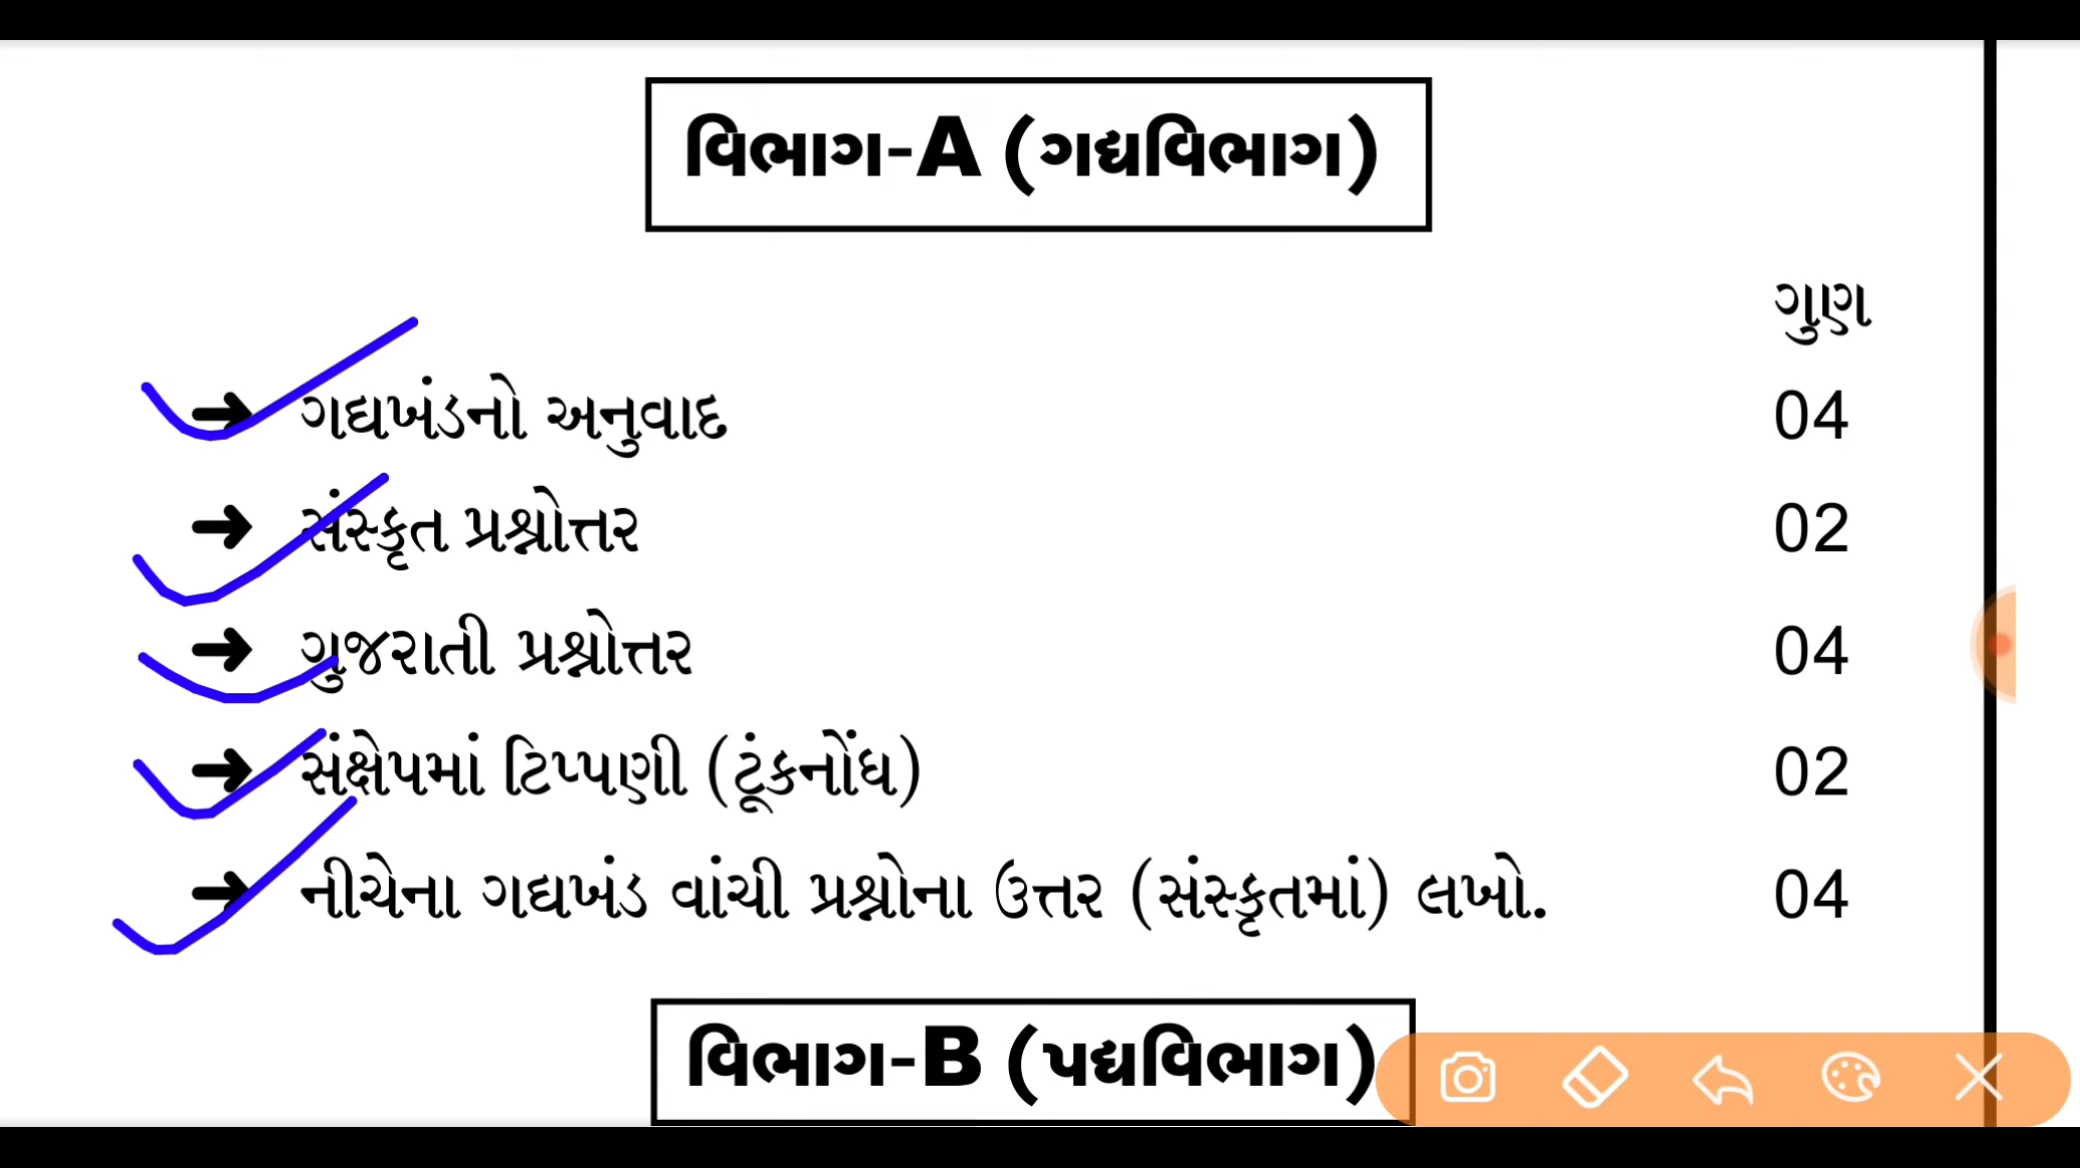 વિભાગ-A (ગદ્યવિભાગ)
ગુણ
➜ ગદ્યખંડનો અનુવાદ 04
➜ સંસ્કૃત પ્રશ્નોત્તર 02
➜ ગુજરાતી પ્રશ્નોત્તર 04
➜ સંક્ષેપમાં ટિપ્પણી (ટૂંકનોંધ) 02
➜ નીચેના ગદ્યખંડ વાંચી પ્રશ્નોના ઉત્તર (સંસ્કૃતમાં) લખો. 04
વિભાગ-B (પદ્યવિભાગ)